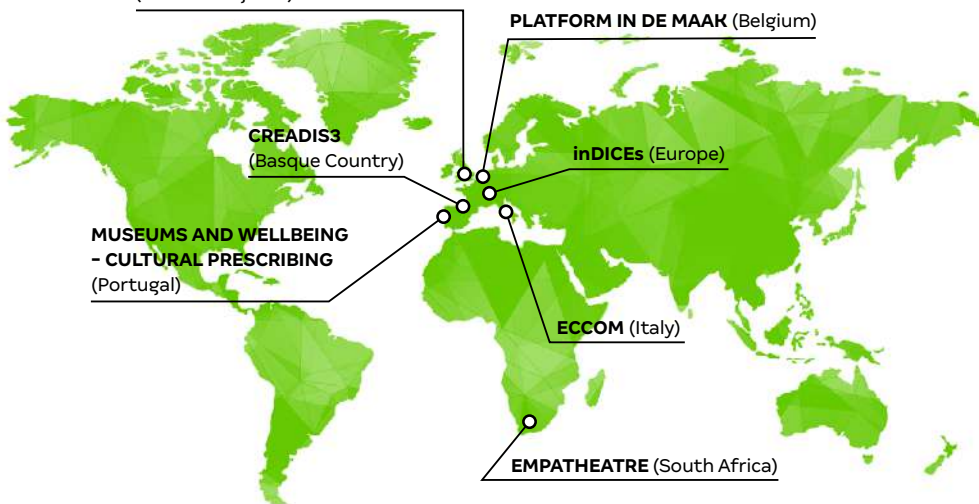 PLATFORM IN DE MAAK (Belgium)
CREADIS3
(Basque Country)
inDICEs (Europe)
MUSEUMS AND WELLBEING
– CULTURAL PRESCRIBING
(Portugal)
ECCOM (Italy)
EMPATHEATRE (South Africa)